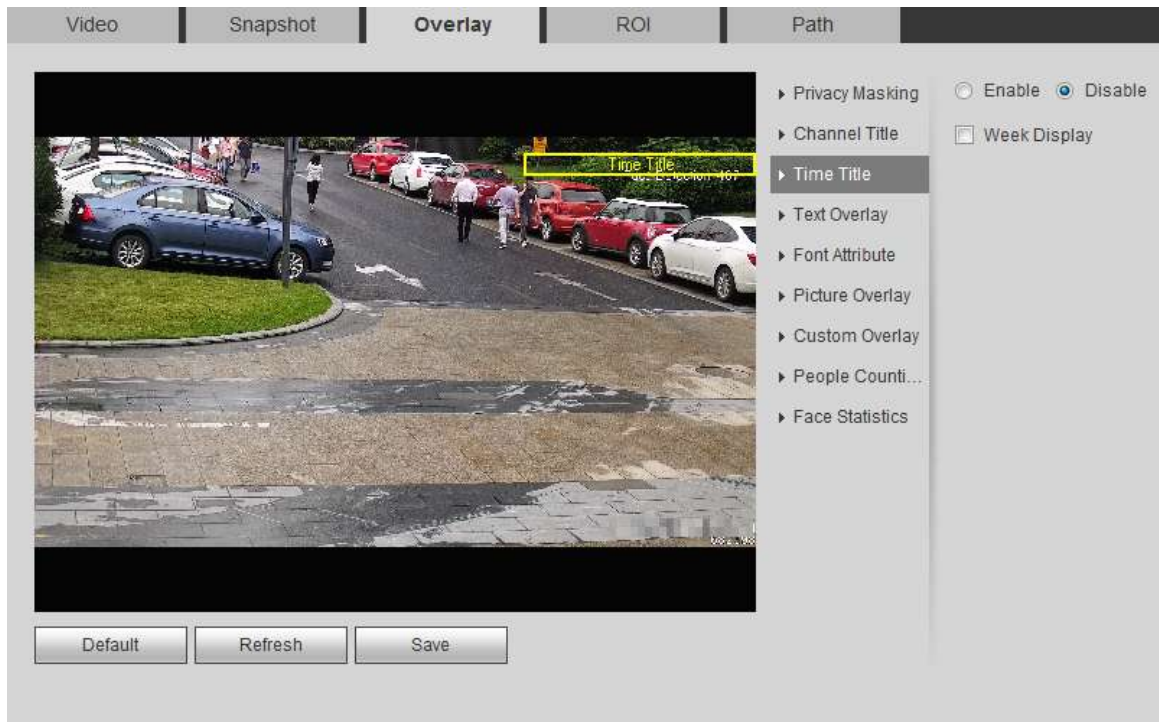 Video Snapshot Overlay ROI Path
Privacy Masking
Enable Disable
Channel Title
Week Display
Time Title
Time Title
Text Overlay
Font Attribute
Picture Overlay
Custom Overlay
People Counti...
Face Statistics
Default Refresh Save